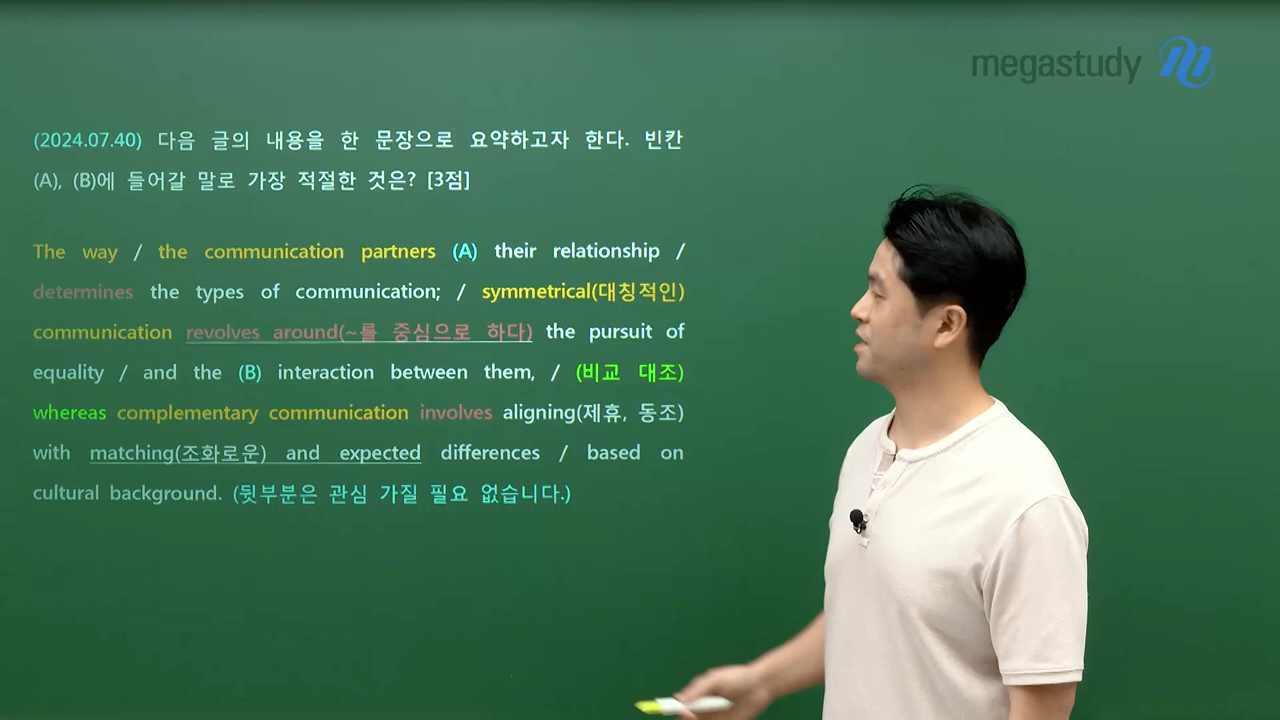 megastudy
(2024.07.40) 다음 글의 내용을 한 문장으로 요약하고자 한다. 빈칸
(A), (B)에 들어갈 말로 가장 적절한 것은? [3점]
The way / the communication partners (A) their relationship /
determines the types of communication; / symmetrical(대칭적인)
communication revolves around(~를 중심으로 하다) the pursuit of
equality / and the (B) interaction between them, / (비교 대조)
whereas complementary communication involves aligning(제휴, 동조)
with matching(조화로운) and expected differences / based on
cultural background. (뒷부분은 관심 가질 필요 없습니다.)